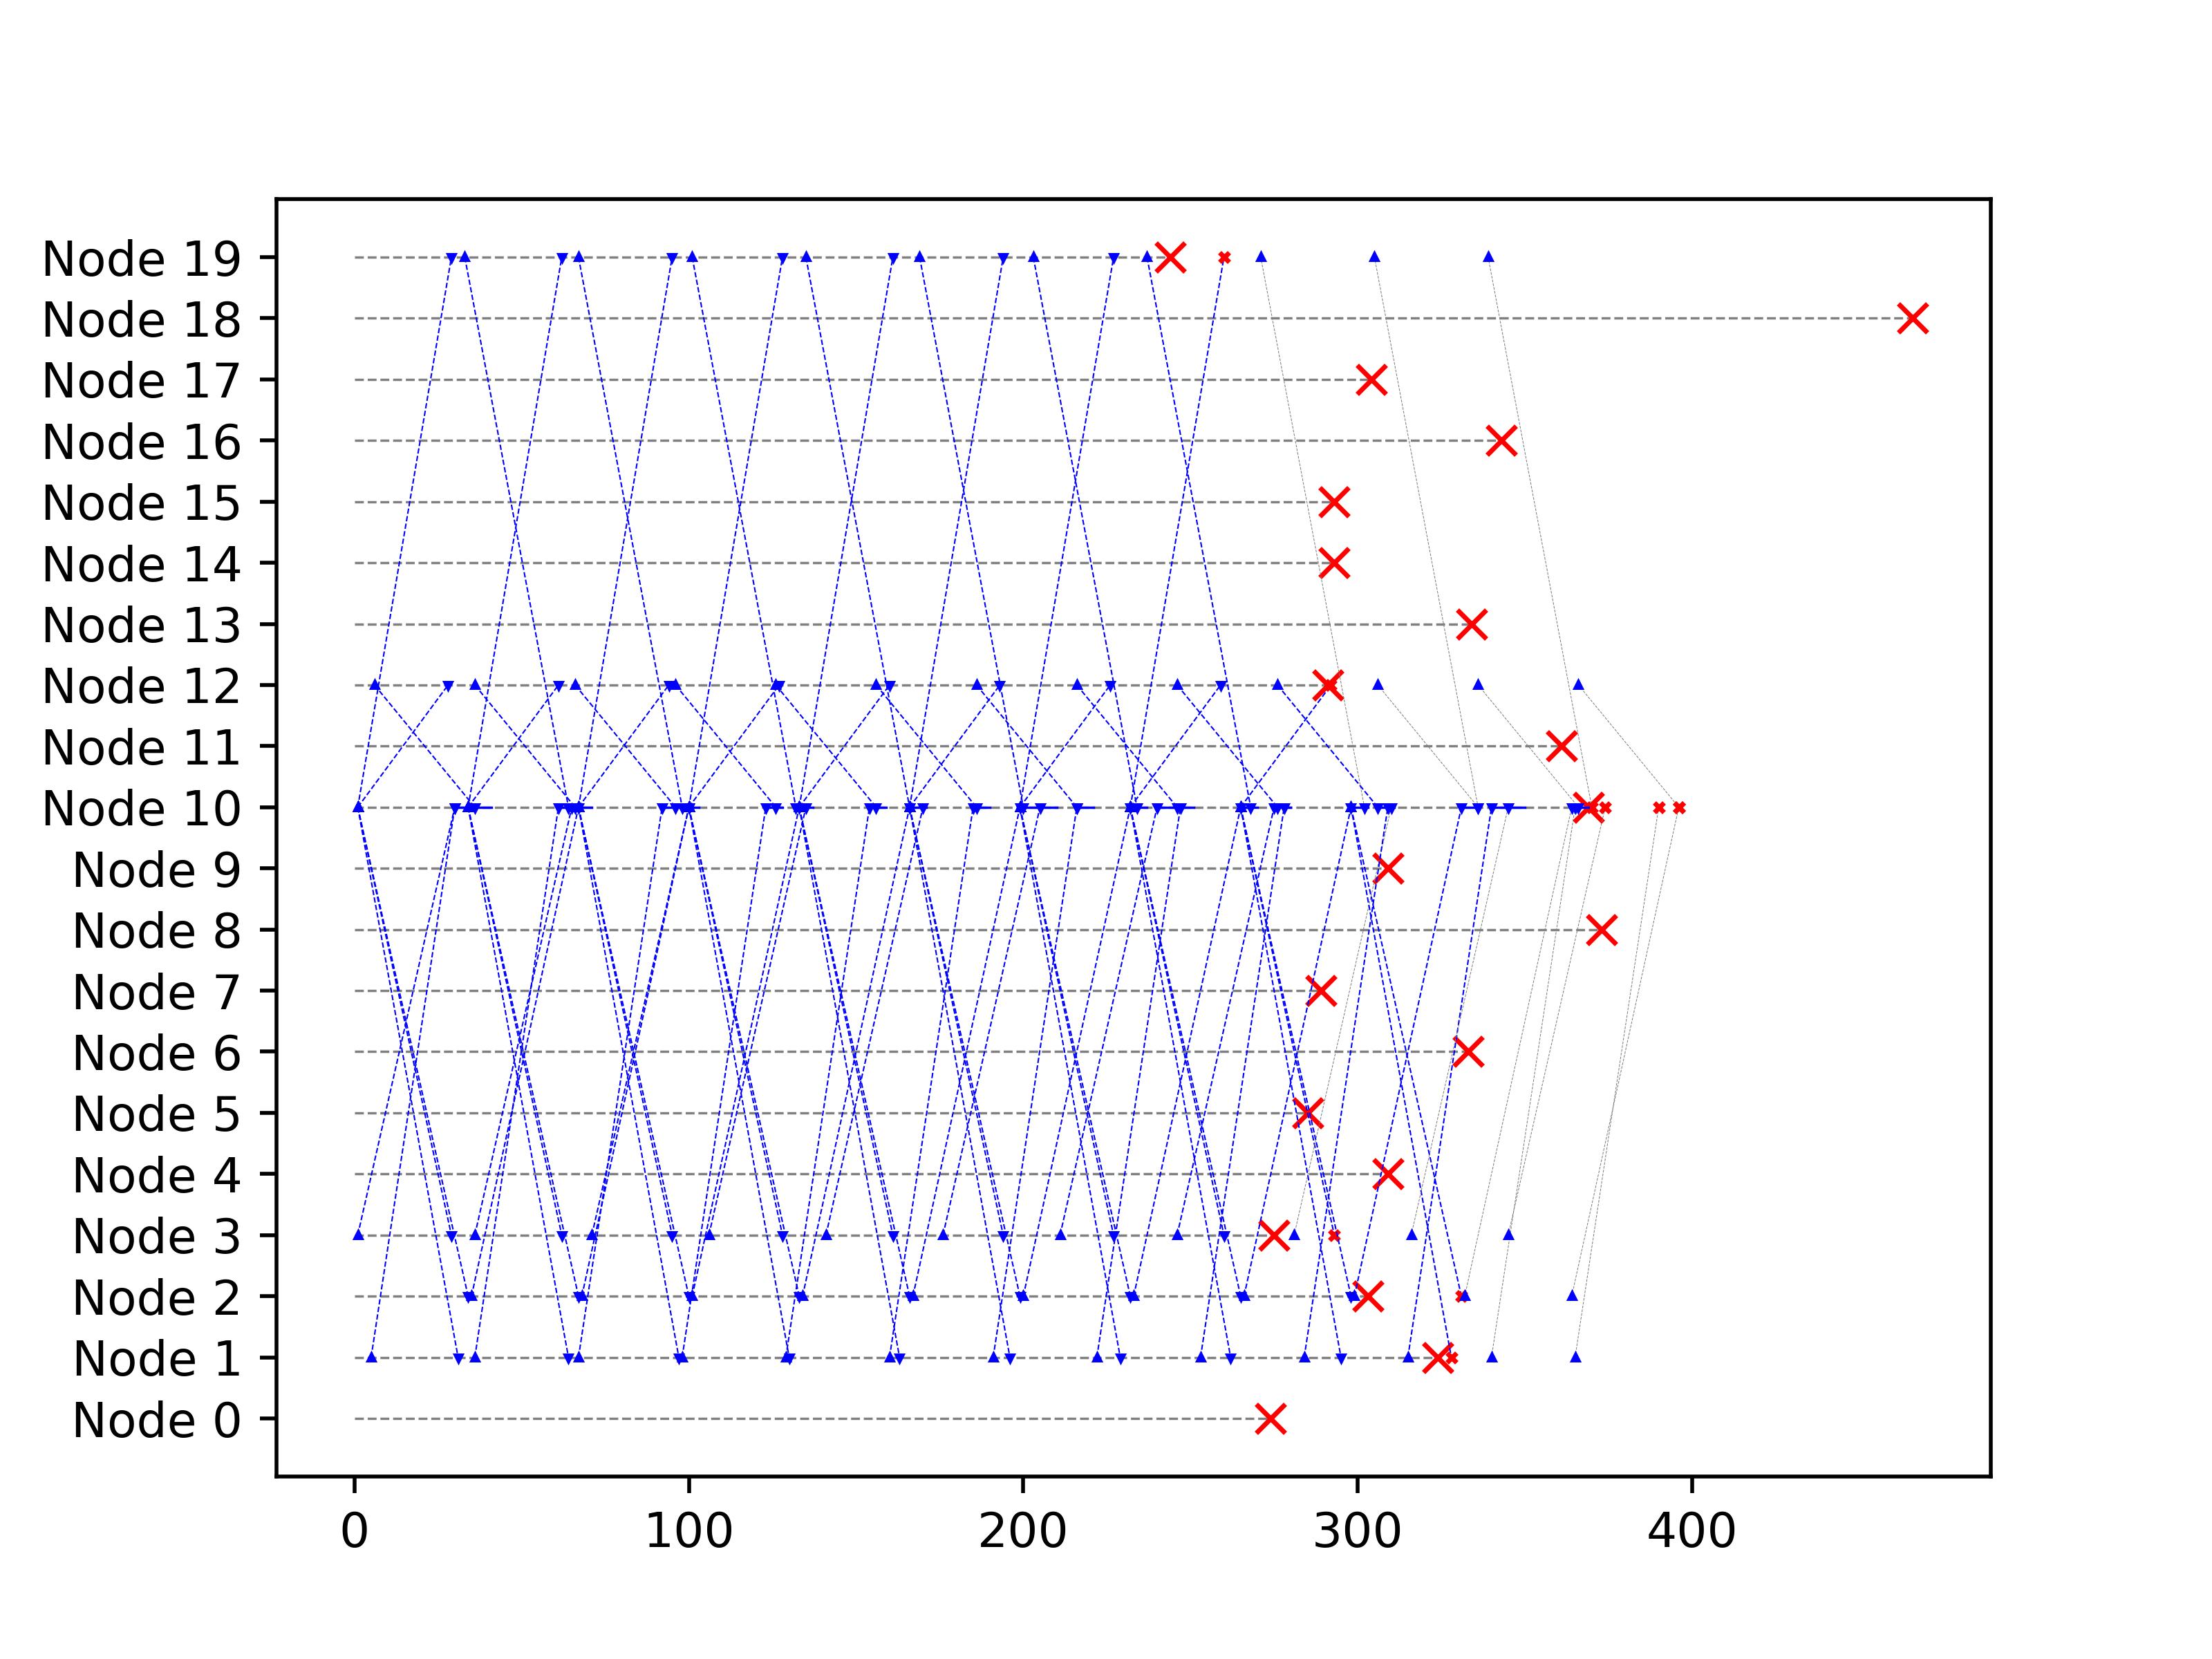 Node 19
Node 18
Node 17
Node 16
Node 15
Node 14
Node 13
Node 12
Node 11
Node 10
Node 9
Node 8
Node 7
Node 6
Node 5
Node 4
Node 3
Node 2
Node 1
Node 0
0 100 200 300 400